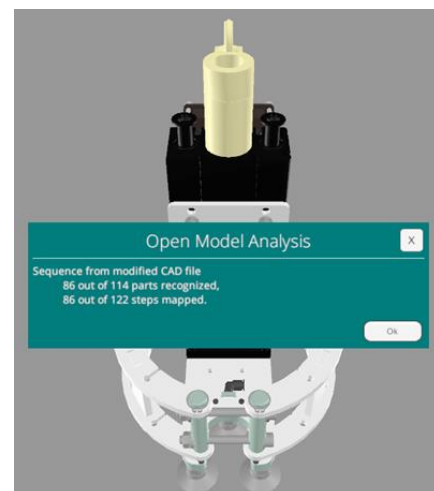 Open Model Analysis
X
Sequence from modified CAD file
86 out of 114 parts recognized,
86 out of 122 steps mapped.
Ok